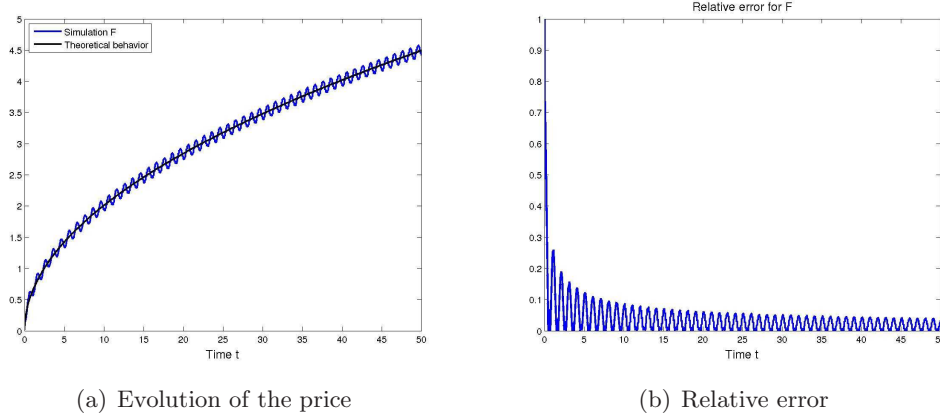 Relative error for F
5
4.5
4
3.5
3
2.5
2
1.5
1
0.5
0
Simulation F
Theoretical behavior
0 5 10 15 20 25 30 35 40 45 50
Time t
1
0.9
0.8
0.7
0.6
0.5
0.4
0.3
0.2
0.1
0
0 5 10 15 20 25 30 35 40 45 50
Time t
(a) Evolution of the price
(b) Relative error